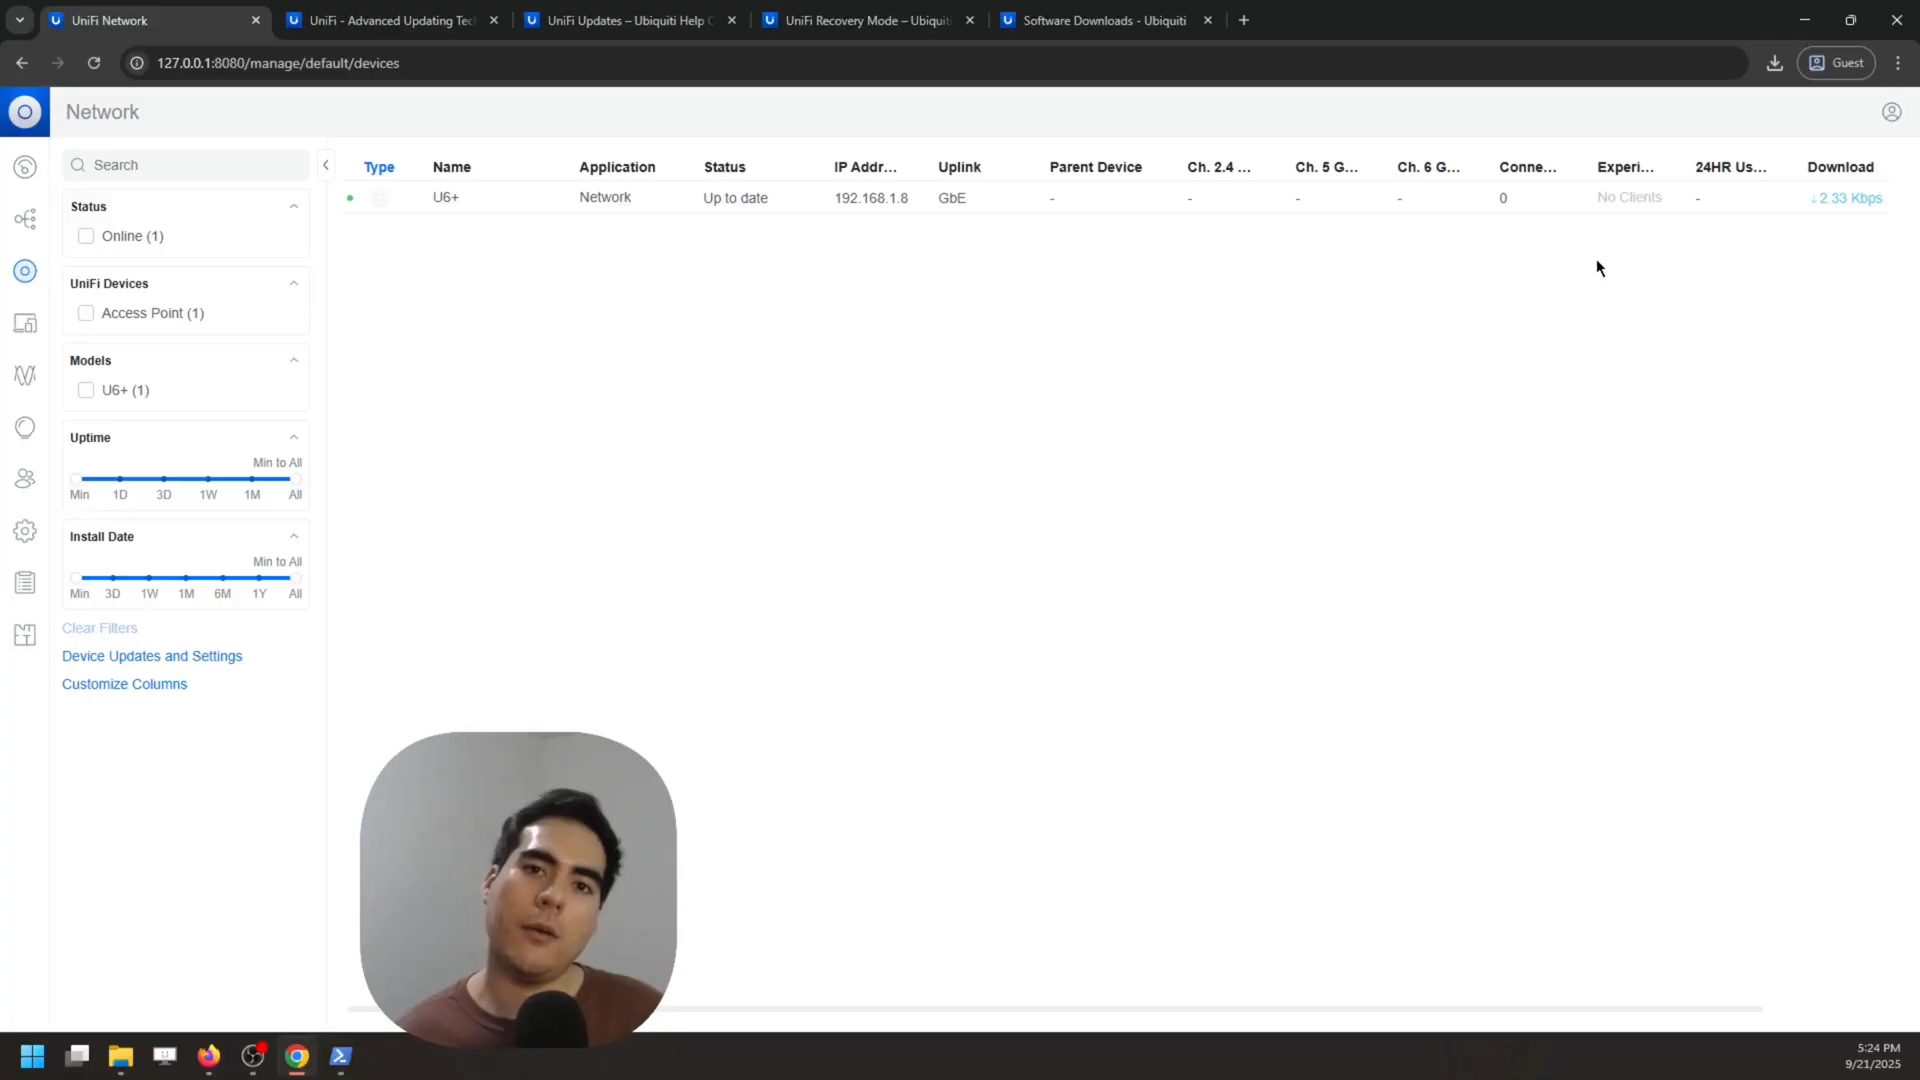 UniFi Network
UniFi - Advanced Updating Tec
UniFi Updates – Ubiquiti Help C
UniFi Recovery Mode – Ubiquiti
Software Downloads - Ubiquiti
127.0.0.1:8080/manage/default/devices
Guest
Network
Search
Type Name Application Status IP Addr... Uplink Parent Device Ch. 2.4 ... Ch. 5 G... Ch. 6 G... Conne... Experi... 24HR Us... Download
U6+ Network Up to date 192.168.1.8 GbE - - - - 0 No Clients - ↓2.33 Kbps
Status
Online (1)
UniFi Devices
Access Point (1)
Models
U6+ (1)
Uptime
Min to All
Min 1D 3D 1W 1M All
Install Date
Min to All
Min 3D 1W 1M 6M 1Y All
Clear Filters
Device Updates and Settings
Customize Columns
5:24 PM
9/21/2025